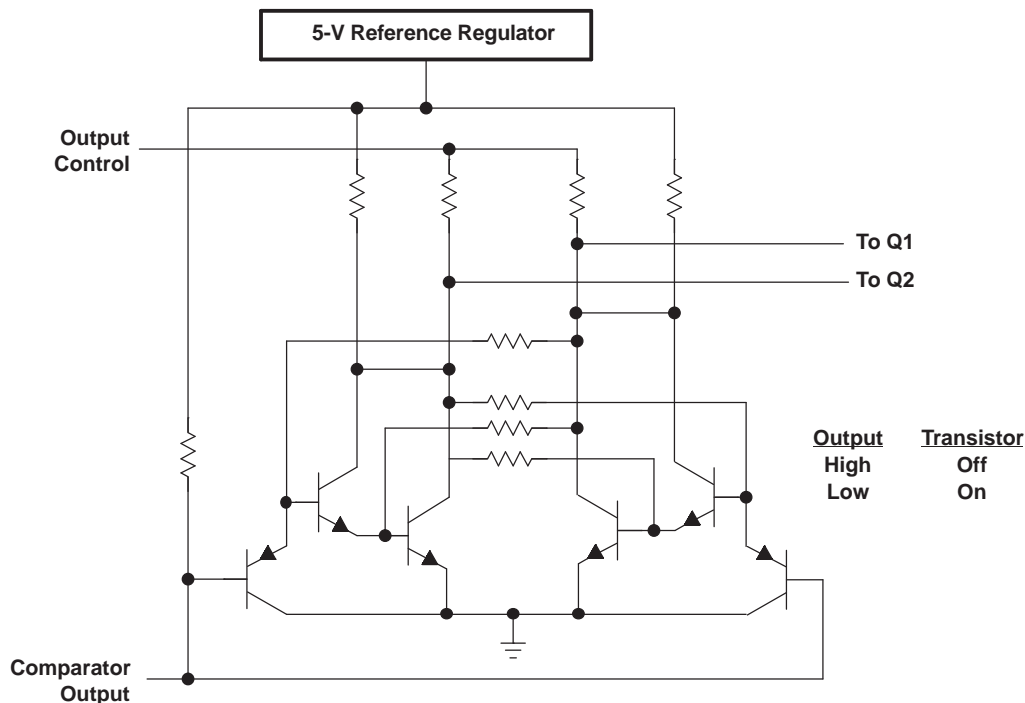 5-V Reference Regulator
Output
Control
To Q1
To Q2
Output Transistor
High Off
Low On
Comparator
Output